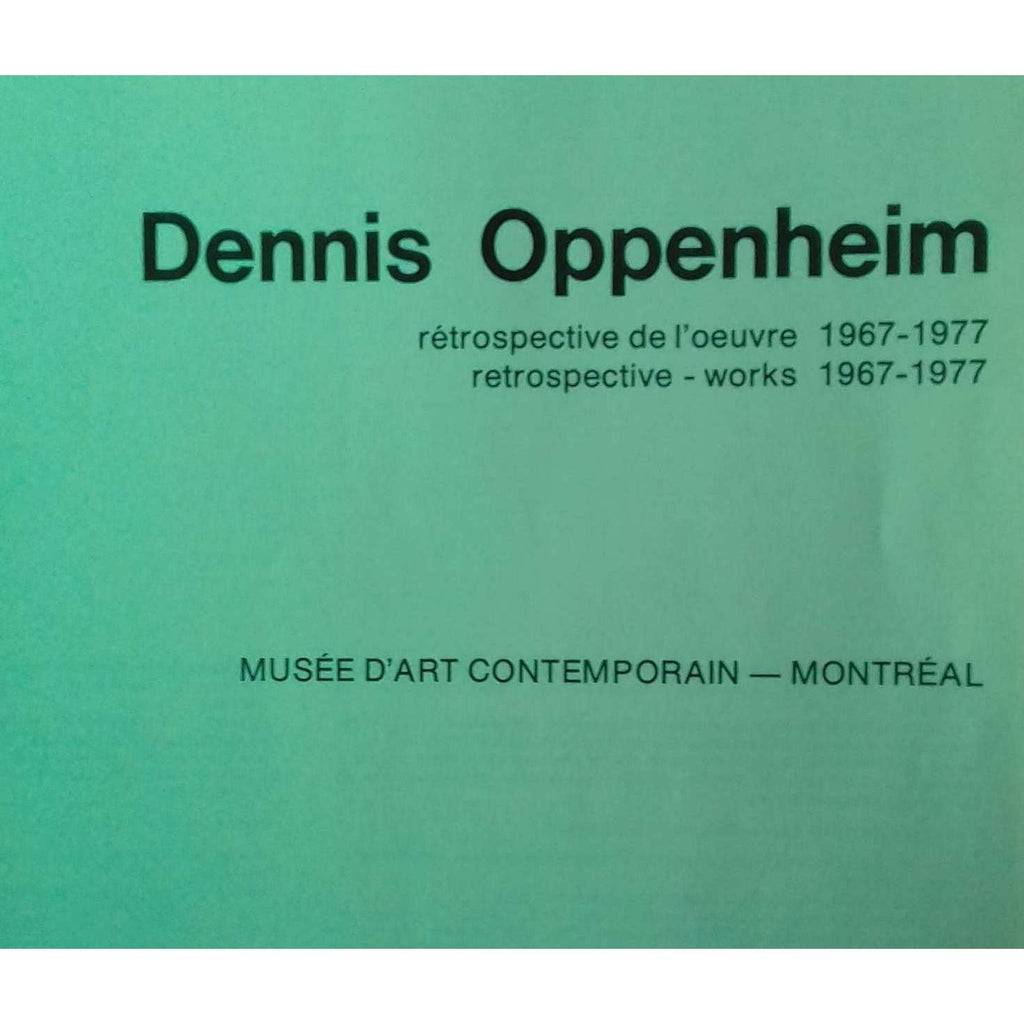 Dennis Oppenheim
rétrospective de l'oeuvre 1967-1977
retrospective - works 1967-1977
MUSÉE D'ART CONTEMPORAIN — MONTRÉAL